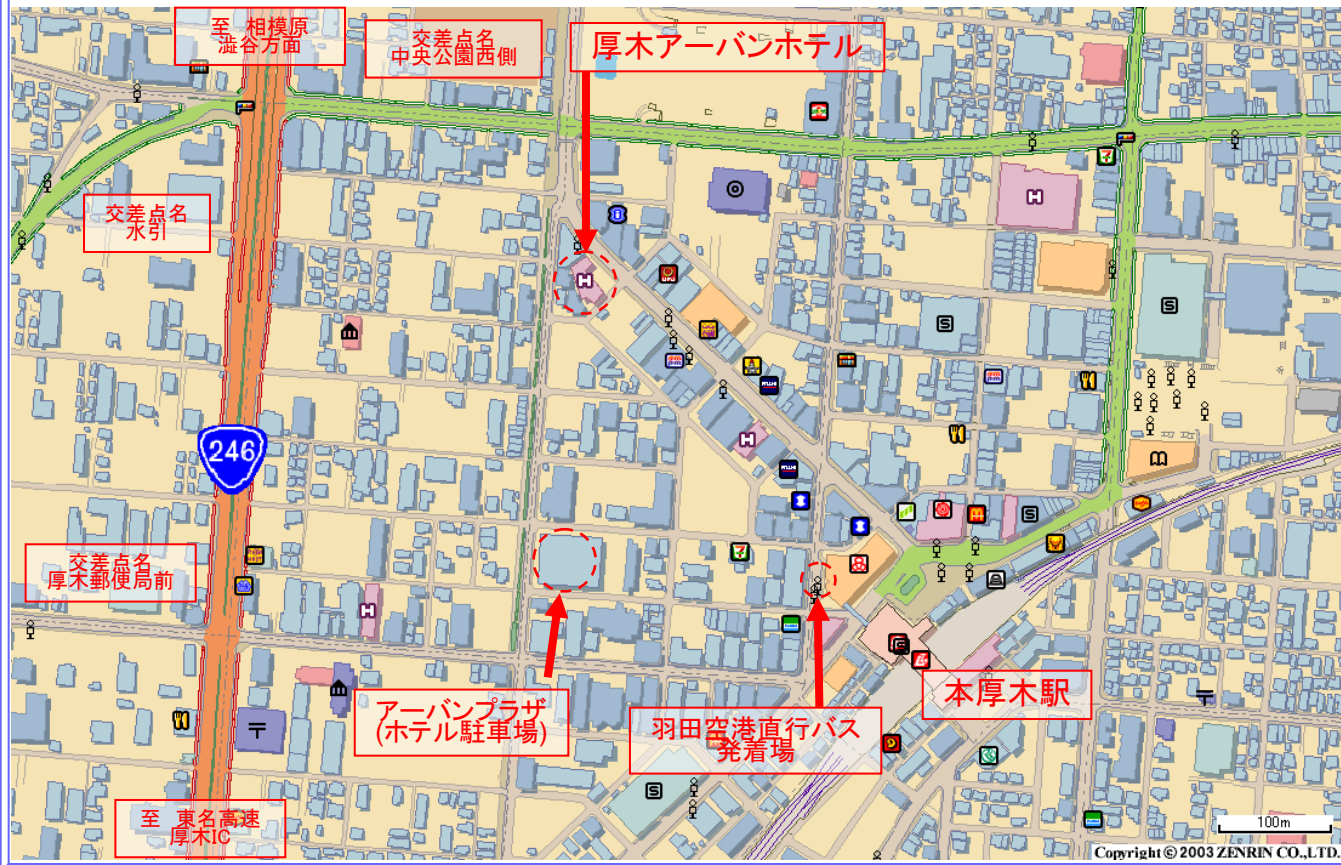 至 相模原
澁谷方面
交差点名
中央公園西側
厚木アーバンホテル
交差点名
水引
246
交差点名
厚木郵便局前
アーバンプラザ
(ホテル駐車場)
羽田空港直行バス
発着場
本厚木駅
至 東名高速
厚木IC
100m
Copyright © 2003 ZENRIN CO.,LTD.